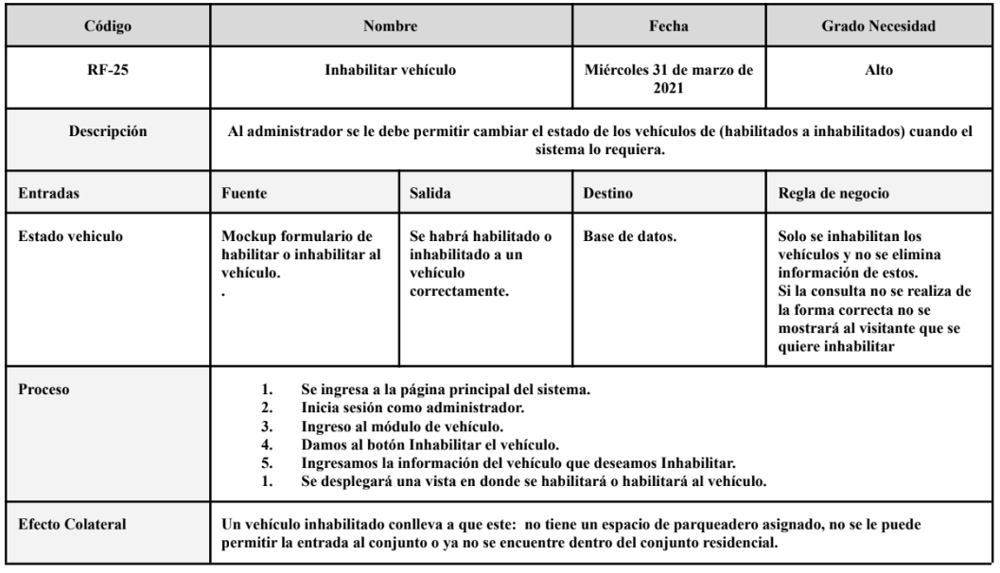 Código Nombre Fecha Grado Necesidad
RF-25 Inhabilitar vehículo Miércoles 31 de marzo de Alto
2021
Descripción Al administrador se le debe permitir cambiar el estado de los vehículos de (habilitados a inhabilitados) cuando el
sistema lo requiera.
Entradas Fuente Salida Destino Regla de negocio
Estado vehiculo
Mockup formulario de
habilitar o inhabilitar al
vehículo.
.
Se habrá habilitado o
inhabilitado a un
vehículo
correctamente.
Base de datos.
Solo se inhabilitan los
vehículos y no se elimina
información de estos.
Si la consulta no se realiza de
la forma correcta no se
mostrará al visitante que se
quiere inhabilitar
Proceso
1. Se ingresa a la página principal del sistema.
2. Inicia sesión como administrador.
3. Ingreso al módulo de vehículo.
4. Damos al botón Inhabilitar el vehículo.
5. Ingresamos la información del vehículo que deseamos Inhabilitar.
1. Se desplegará una vista en donde se habilitará o habilitará al vehículo.
Efecto Colateral
Un vehículo inhabilitado conlleva a que este: no tiene un espacio de parqueadero asignado, no se le puede
permitir la entrada al conjunto o ya no se encuentre dentro del conjunto residencial.